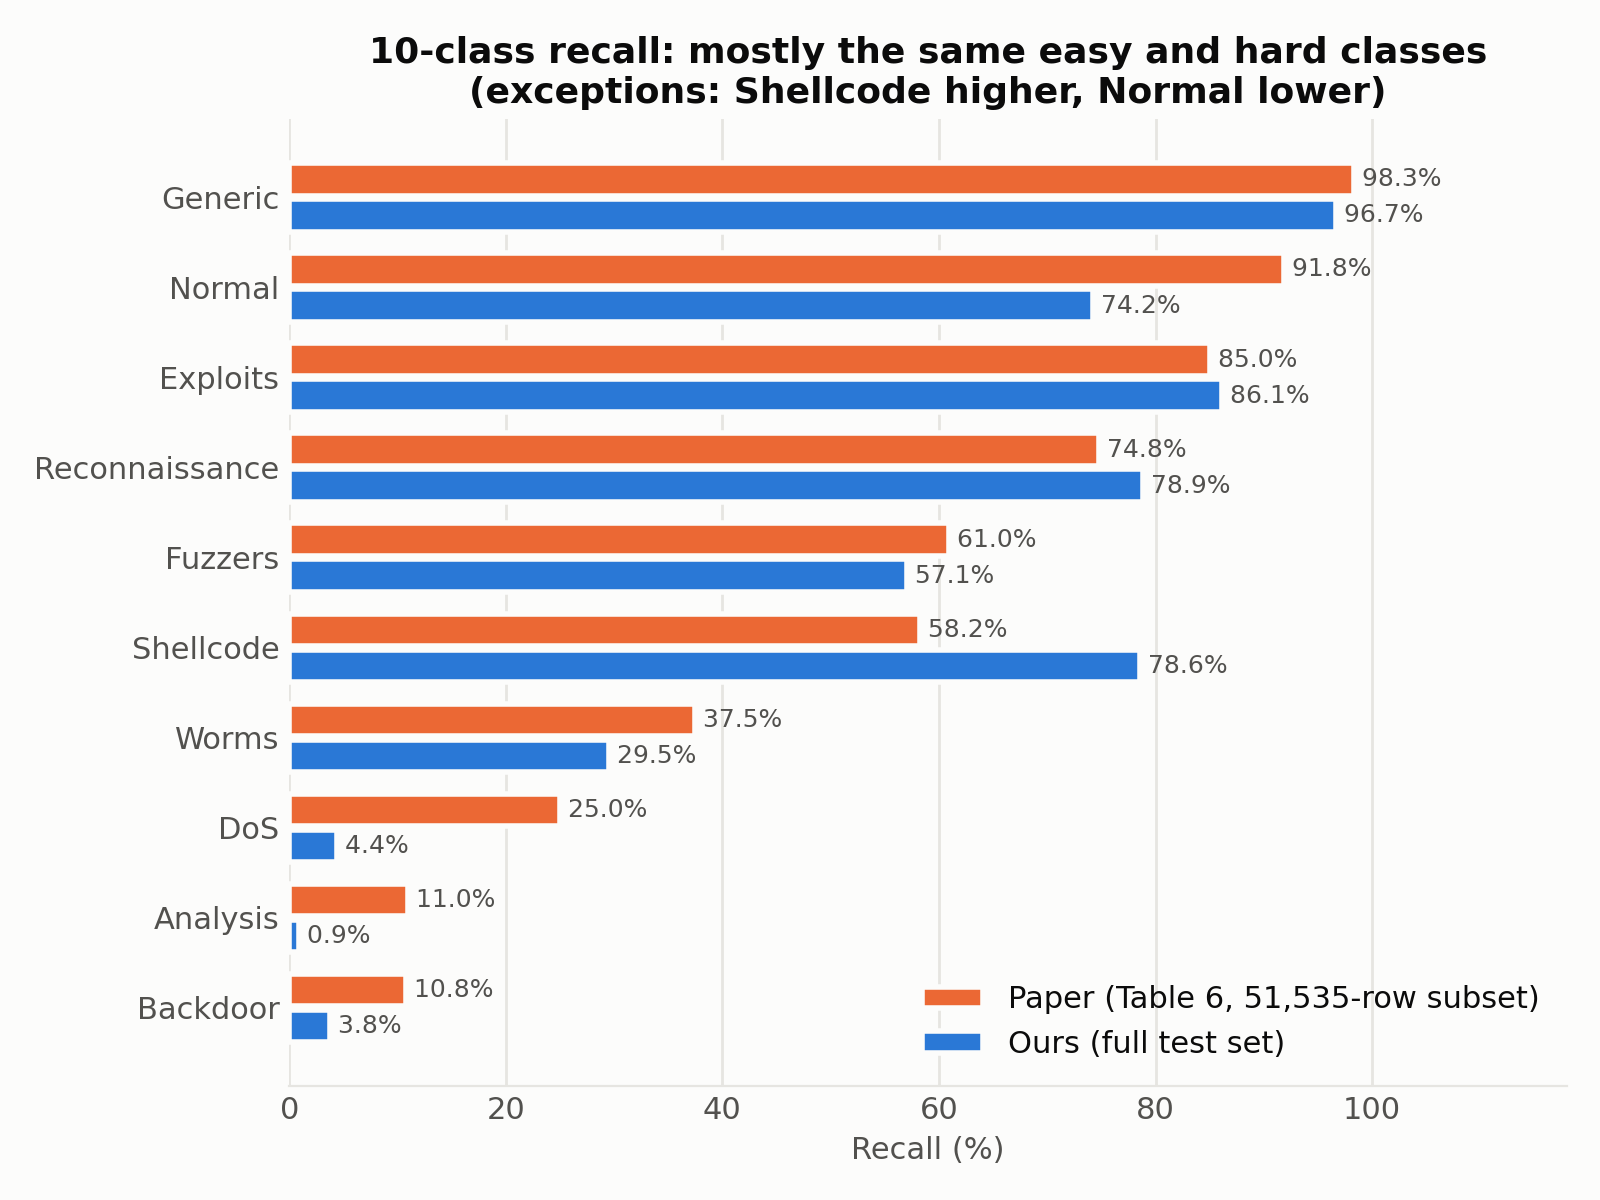 10-class recall: mostly the same easy and hard classes
(exceptions: Shellcode higher, Normal lower)
Generic
98.3%
96.7%
Normal
91.8%
74.2%
Exploits
85.0%
86.1%
Reconnaissance
74.8%
78.9%
Fuzzers
61.0%
57.1%
Shellcode
58.2%
78.6%
Worms
37.5%
29.5%
DoS
25.0%
4.4%
Analysis
11.0%
0.9%
Backdoor
10.8%
3.8%
Paper (Table 6, 51,535-row subset)
Ours (full test set)
0 20 40 60 80 100
Recall (%)